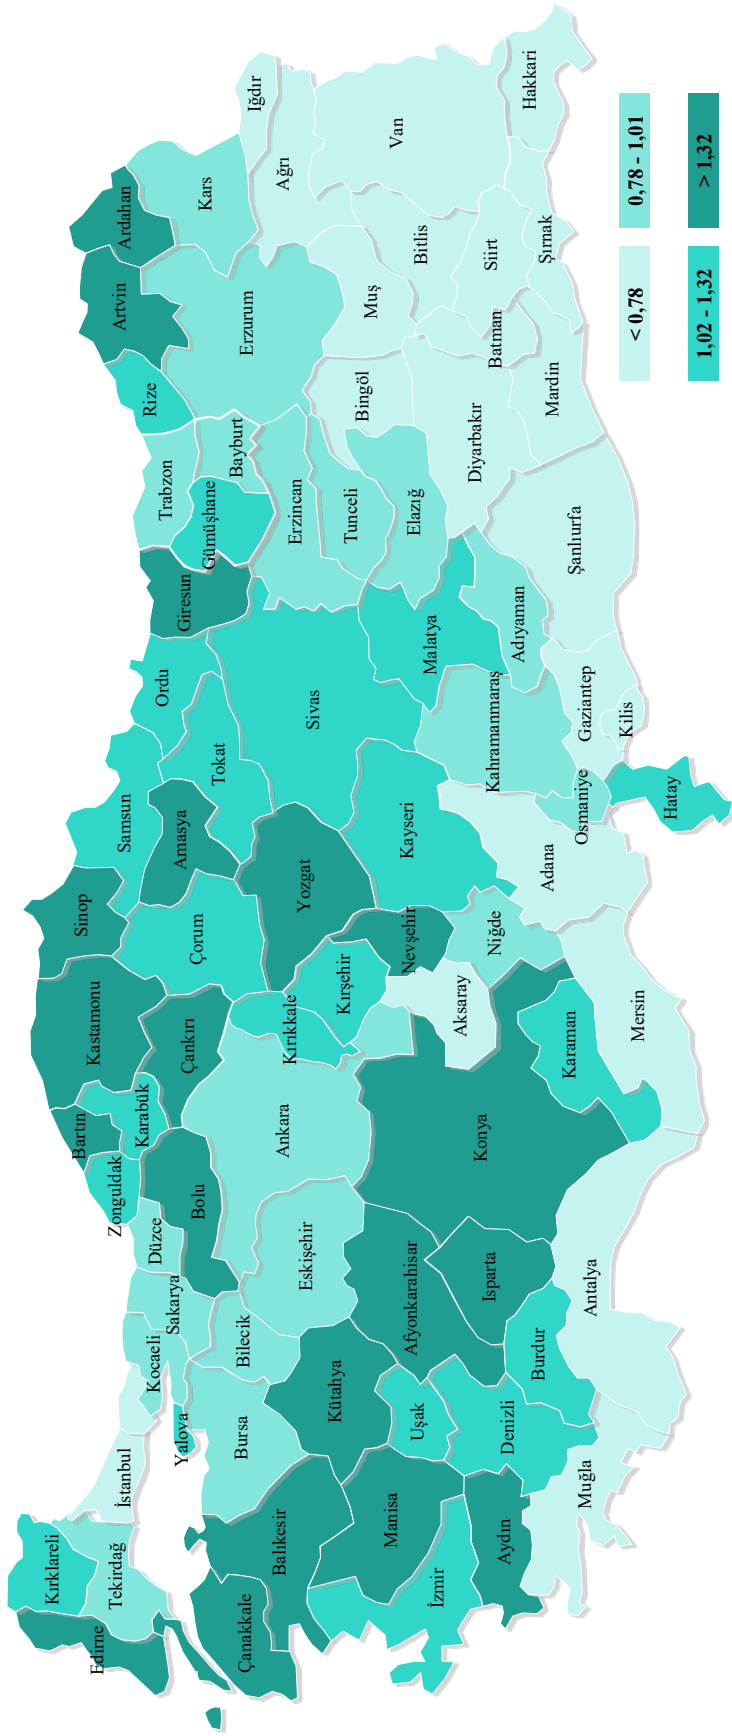 Kırklareli
Edirne
Tekirdağ
İstanbul
Kocaeli
Yalova
Sakarya
Düzce
Zonguldak
Bartın
Karabük
Kastamonu
Sinop
Samsun
Ordu
Giresun
Trabzon
Rize
Artvin
Ardahan
Çanakkale
Balıkesir
Bursa
Bilecik
Bolu
Çankırı
Çorum
Amasya
Tokat
Gümüşhane
Bayburt
Erzurum
Kars
Iğdır
Ağrı
Kütahya
Eskişehir
Ankara
Kırıkkale
Kırşehir
Yozgat
Sivas
Erzincan
Tunceli
Bingöl
Muş
Bitlis
Van
Manisa
İzmir
Uşak
Afyonkarahisar
Konya
Aksaray
Nevşehir
Kayseri
Malatya
Elazığ
Diyarbakır
Batman
Siirt
Şırnak
Hakkari
Aydın
Denizli
Isparta
Burdur
Karaman
Niğde
Adana
Kahramanmaraş
Adıyaman
Şanlıurfa
Mardin
Muğla
Antalya
Mersin
Osmaniye
Gaziantep
Kilis
Hatay
< 0,78
0,78 - 1,01
1,02 - 1,32
> 1,32